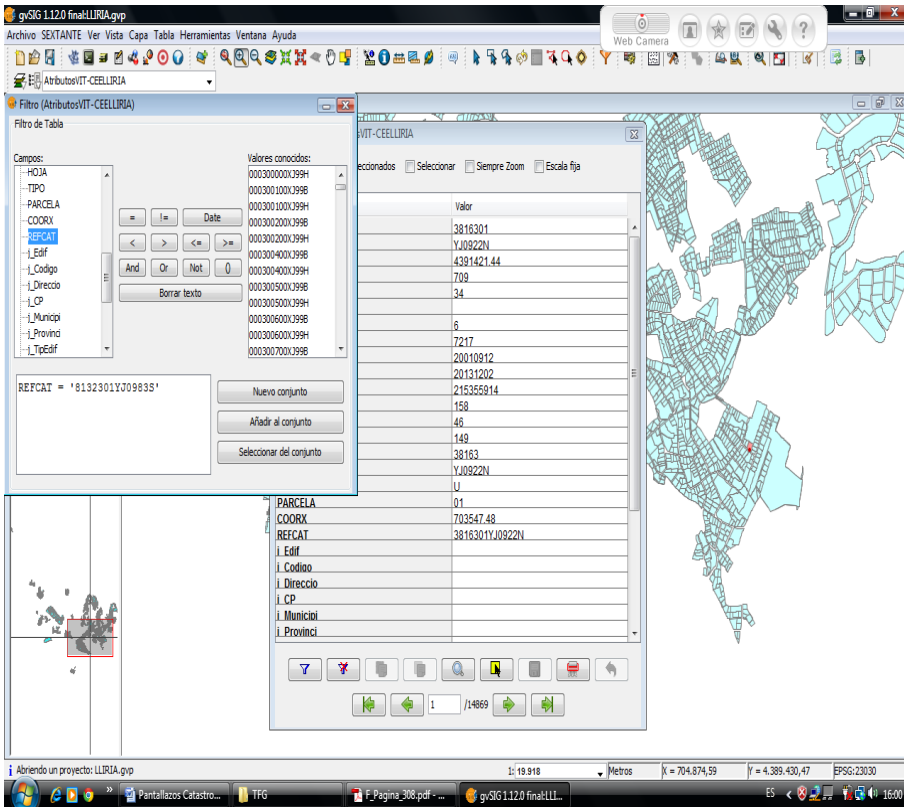 gvSIG 1.12.0 final:LLIRIA.gvp
Web Camera
Archivo SEXTANTE Ver Vista Capa Tabla Herramientas Ventana Ayuda
AtributosVIT-CEELLIRIA
Filtro (AtributosVIT-CEELLIRIA)
Filtro de Tabla
Campos:
HOJA
TIPO
PARCELA
COORX
REFCAT
j_Edif
j_Codigo
j_Direccio
j_CP
j_Municipi
j_Provinci
j_TipEdif
= != Date
< > <= >=
And Or Not ()
Borrar texto
Valores conocidos:
000300000XJ99H
000300100XJ99B
000300100XJ99H
000300200XJ99B
000300200XJ99H
000300400XJ99B
000300400XJ99H
000300500XJ99B
000300500XJ99H
000300600XJ99B
000300600XJ99H
000300700XJ99B
REFCAT = '8132301YJ0983S'
Nuevo conjunto
Añadir al conjunto
Seleccionar del conjunto
sVIT-CEELLIRIA
eccionados Seleccionar Siempre Zoom Escala fija
Valor
3816301
YJ0922N
4391421.44
709
34
6
7217
20010912
20131202
215355914
158
46
149
38163
YJ0922N
U
PARCELA 01
COORX 703547.48
REFCAT 3816301YJ0922N
j_Edif
j_Codigo
j_Direccio
j_CP
j_Municipi
j_Provinci
1 /14869
Abriendo un proyecto: LLIRIA.gvp
1: 19.918 Metros X = 704.874,59 Y = 4.389.430,47 EPSG:23030
Pantallazos Catastro... TFG F_Pagina_308.pdf - ... gvSIG 1.12.0 final:LLI... ES 16:00